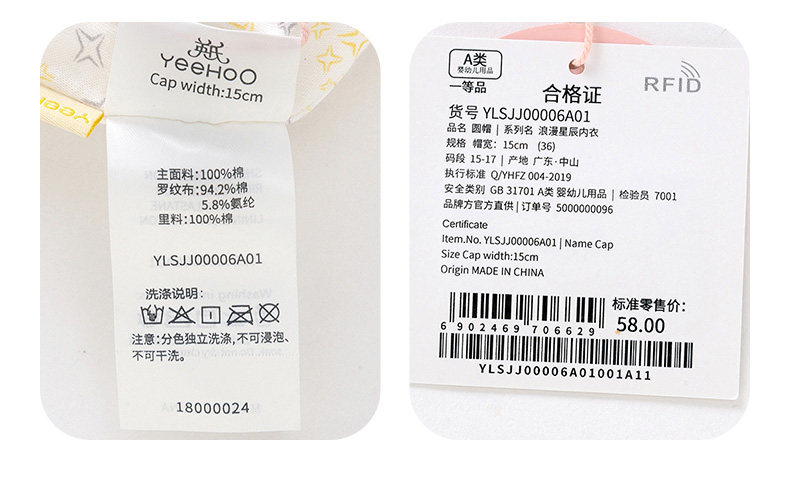 英氏
YeeHoO
Cap width:15cm
主面料:100%棉
罗纹布:94.2%棉
5.8%氨纶
里料:100%棉
YLSJJ00006A01
洗涤说明:
注意:分色独立洗涤,不可浸泡、
不可干洗。
18000024
A类
婴幼儿用品
一等品
合格证
RFID
货号 YLSJJ00006A01
品名 圆帽 | 系列名 浪漫星辰内衣
规格 帽宽:15cm (36)
码段 15-17 | 产地 广东·中山
执行标准 Q/YHFZ 004-2019
安全类别 GB 31701 A类 婴幼儿用品 | 检验员 7001
品牌方官方直供 | 订单号 5000000096
Certificate
Item.No. YLSJJ00006A01 | Name Cap
Size Cap width:15cm
Origin MADE IN CHINA
标准零售价:
58.00
6 902469 706629
YLSJJ00006A01001A11